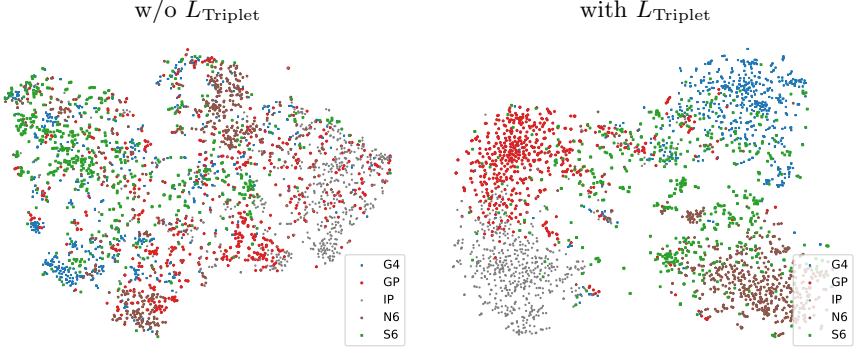 w/o L_Triplet
with L_Triplet
G4
GP
IP
N6
S6
G4
GP
IP
N6
S6